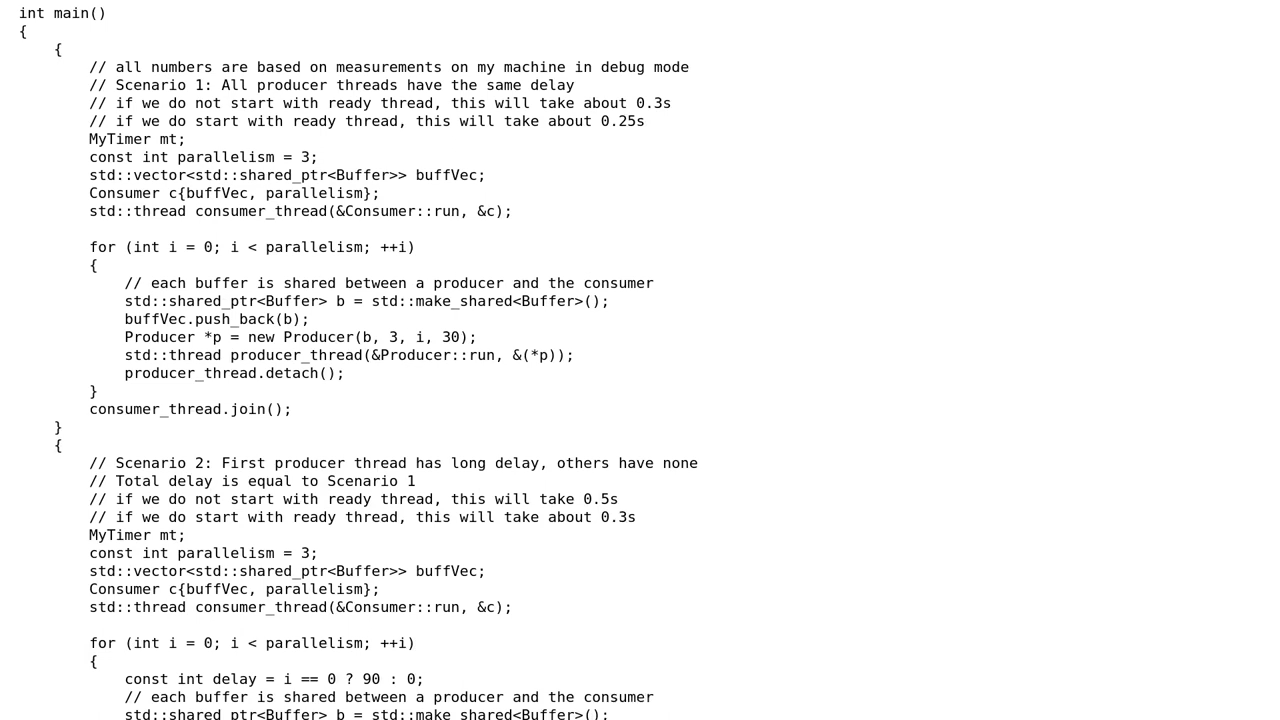 int main()
{
    {
        // all numbers are based on measurements on my machine in debug mode
        // Scenario 1: All producer threads have the same delay
        // if we do not start with ready thread, this will take about 0.3s
        // if we do start with ready thread, this will take about 0.25s
        MyTimer mt;
        const int parallelism = 3;
        std::vector<std::shared_ptr<Buffer>> buffVec;
        Consumer c{buffVec, parallelism};
        std::thread consumer_thread(&Consumer::run, &c);

        for (int i = 0; i < parallelism; ++i)
        {
            // each buffer is shared between a producer and the consumer
            std::shared_ptr<Buffer> b = std::make_shared<Buffer>();
            buffVec.push_back(b);
            Producer *p = new Producer(b, 3, i, 30);
            std::thread producer_thread(&Producer::run, &(*p));
            producer_thread.detach();
        }
        consumer_thread.join();
    }
    {
        // Scenario 2: First producer thread has long delay, others have none
        // Total delay is equal to Scenario 1
        // if we do not start with ready thread, this will take 0.5s
        // if we do start with ready thread, this will take about 0.3s
        MyTimer mt;
        const int parallelism = 3;
        std::vector<std::shared_ptr<Buffer>> buffVec;
        Consumer c{buffVec, parallelism};
        std::thread consumer_thread(&Consumer::run, &c);

        for (int i = 0; i < parallelism; ++i)
        {
            const int delay = i == 0 ? 90 : 0;
            // each buffer is shared between a producer and the consumer
            std::shared_ptr<Buffer> b = std::make_shared<Buffer>();